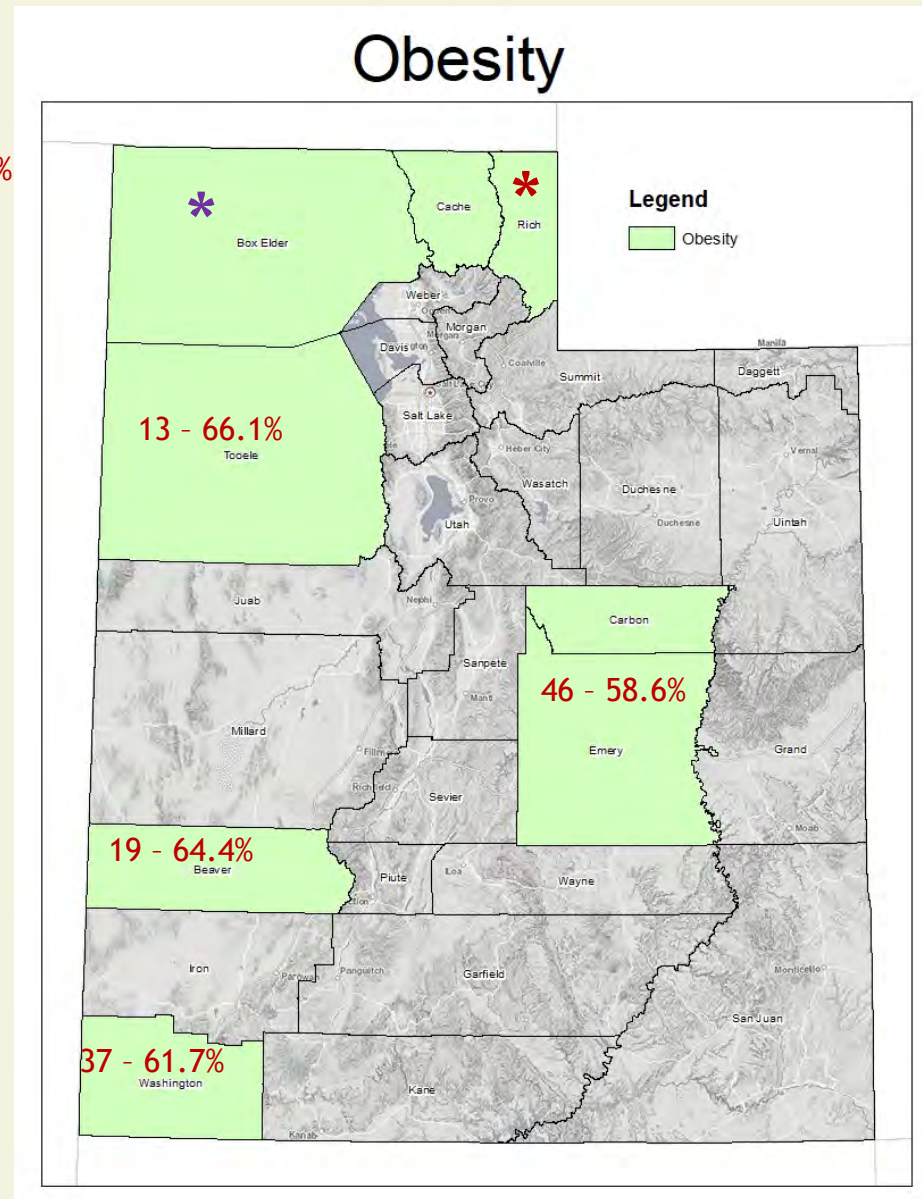 Obesity
%
*
*
Cache
Rich
Box Elder
Legend
Obesity
Weber
Morgan
Davis
Manila
Daggett
Coalville
Summit
Salt Lake
13 - 66.1%
Tooele
Heber City
Wasatch
Vernal
Duchesne
Duchesne
Provo
Utah
Uintah
Juab
Nephi
Carbon
Sanpete
Manti
46 - 58.6%
Millard
Emery
Grand
Richfield
Sevier
Moab
19 - 64.4%
Beaver
Piute
Loa
Wayne
Iron
Parowan
Panguitch
Garfield
Monticello
San Juan
37 - 61.7%
Washington
Kane
Kanab